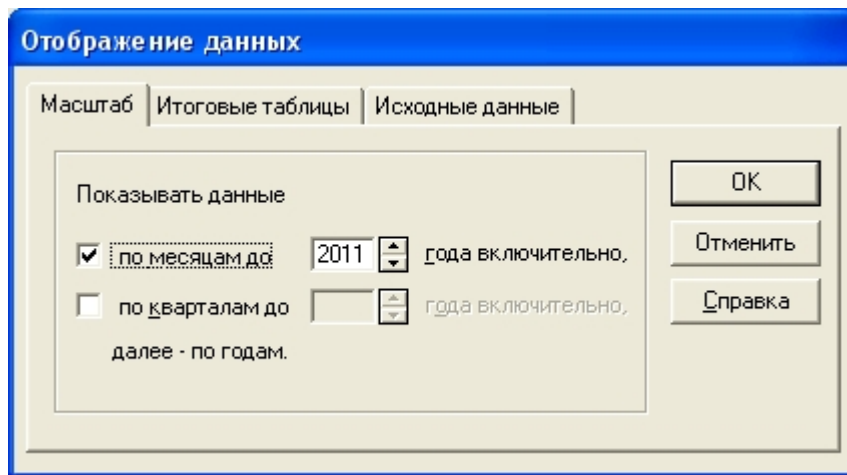 Отображение данных
Масштаб Итоговые таблицы Исходные данные
Показывать данные
по месяцам до 2011 года включительно,
по кварталам до года включительно,
далее - по годам.
OK
Отменить
Справка